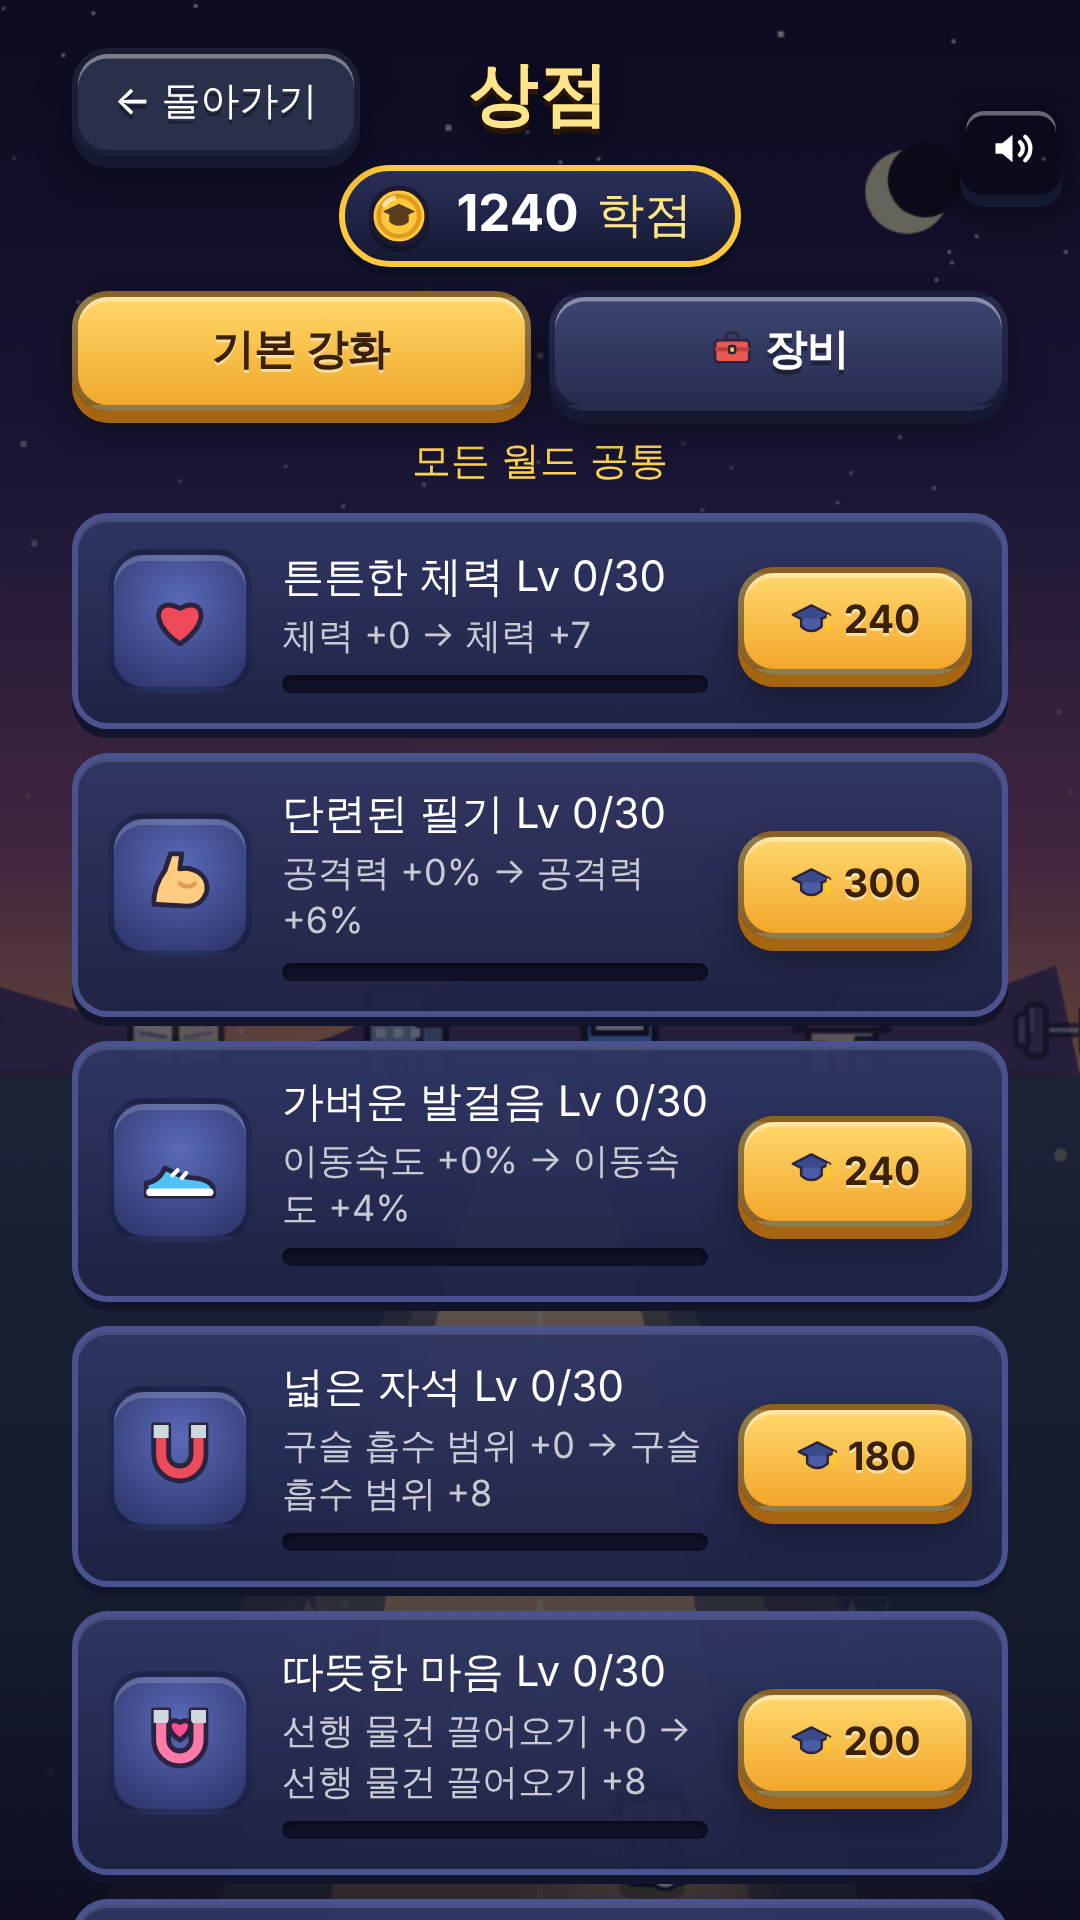 ← 돌아가기
상점
1240 학점
기본 강화
장비
모든 월드 공통
튼튼한 체력 Lv 0/30
체력 +0 → 체력 +7
240
단련된 필기 Lv 0/30
공격력 +0% → 공격력
+6%
300
가벼운 발걸음 Lv 0/30
이동속도 +0% → 이동속
도 +4%
240
넓은 자석 Lv 0/30
구슬 흡수 범위 +0 → 구슬
흡수 범위 +8
180
따뜻한 마음 Lv 0/30
선행 물건 끌어오기 +0 →
선행 물건 끌어오기 +8
200